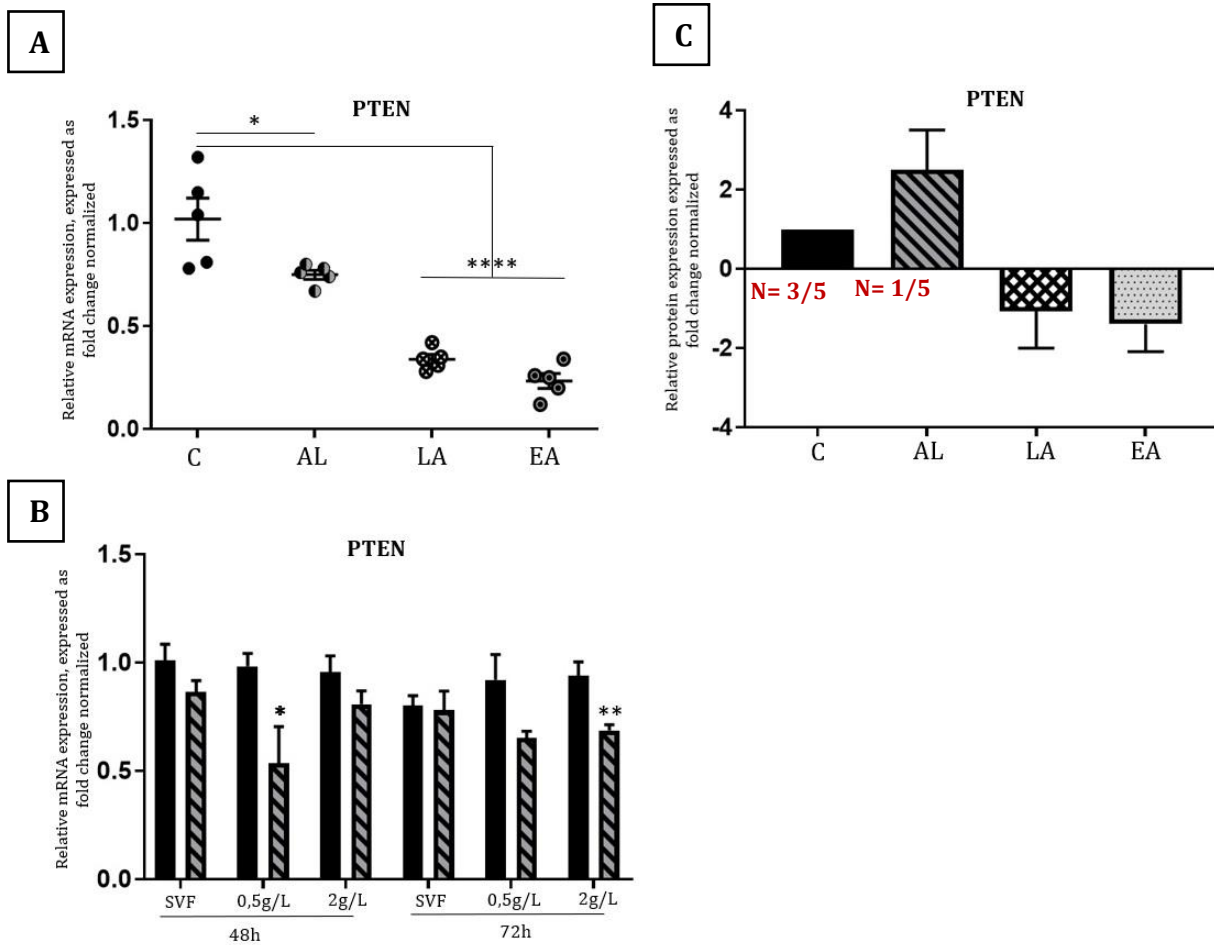 A
PTEN
Relative mRNA expression, expressed as
fold change normalized
1.5
1.0
0.5
0.0
*
****
C
AL
LA
EA
C
PTEN
Relative protein expression expressed as
fold change normalized
4
2
0
-2
-4
N= 3/5
N= 1/5
C
AL
LA
EA
B
PTEN
Relative mRNA expression, expressed as
fold change normalized
1.5
1.0
0.5
0.0
*
**
SVF
0,5g/L
2g/L
SVF
0,5g/L
2g/L
48h
72h